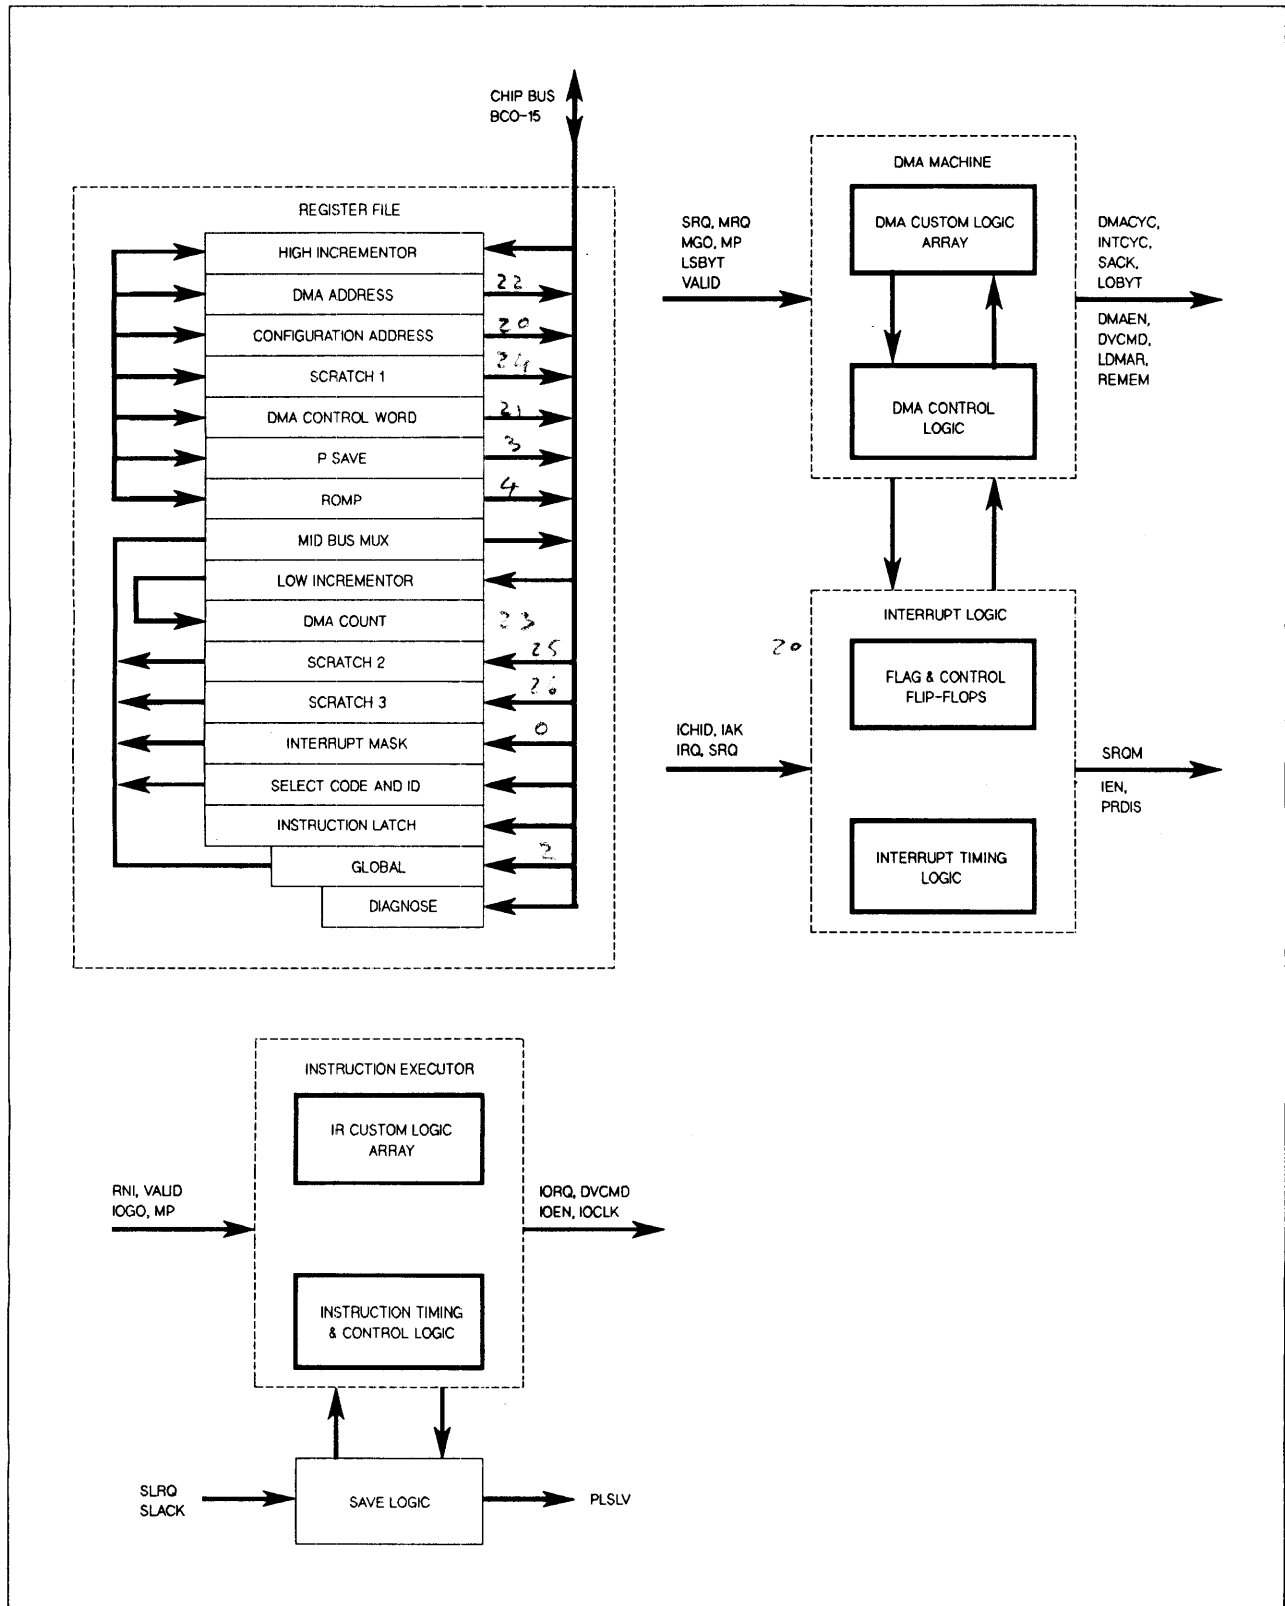 CHIP BUS
BC0-15
REGISTER FILE
HIGH INCREMENTOR
DMA ADDRESS 22
CONFIGURATION ADDRESS 20
SCRATCH 1 24
DMA CONTROL WORD 21
P SAVE 3
ROMP 4
MID BUS MUX
LOW INCREMENTOR
DMA COUNT 23
SCRATCH 2 25
SCRATCH 3 26
INTERRUPT MASK 0
SELECT CODE AND ID
INSTRUCTION LATCH
GLOBAL 2
DIAGNOSE
SRQ, MRQ
MGO, MP
LSBYT
VALID
DMA MACHINE
DMA CUSTOM LOGIC
ARRAY
DMA CONTROL
LOGIC
DMACYC,
INTCYC,
SACK,
LOBYT
DMAEN,
DVCMD,
LDMAR,
REMEM
20
INTERRUPT LOGIC
FLAG & CONTROL
FLIP-FLOPS
ICHID, IAK
IRQ, SRQ
INTERRUPT TIMING
LOGIC
SRQM
IEN,
PRDIS
INSTRUCTION EXECUTOR
IR CUSTOM LOGIC
ARRAY
RNI, VALID
IOGO, MP
IORQ, DVCMD
IOEN, IOCLK
INSTRUCTION TIMING
& CONTROL LOGIC
SLRQ
SLACK
SAVE LOGIC
PLSLV